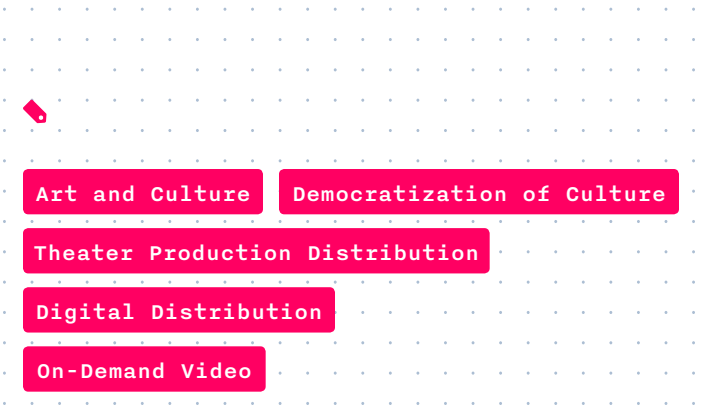 Art and Culture Democratization of Culture
Theater Production Distribution
Digital Distribution
On-Demand Video